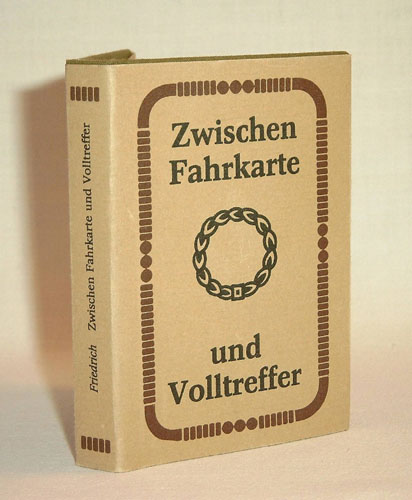 Zwischen
Fahrkarte
und
Volltreffer
Friedrich Zwischen Fahrkarte und Volltreffer